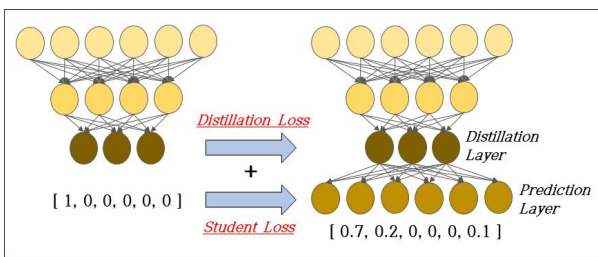 Distillation Loss
Distillation
Layer
+
Prediction
Layer
[ 1, 0, 0, 0, 0, 0 ]
Student Loss
[ 0.7, 0.2, 0, 0, 0, 0.1 ]